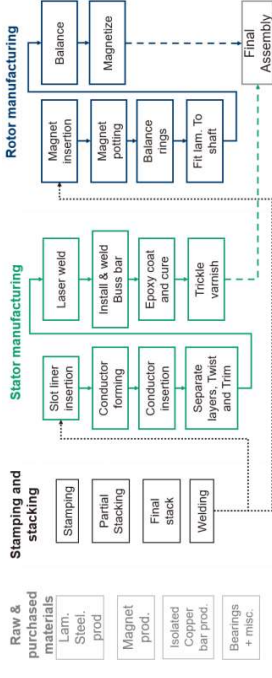 Raw &
purchased
materials
Lam.
Steel.
prod
Magnet
prod.
Isolated
Copper
bar prod.
Bearings
+ misc.
Stamping and
stacking
Stamping
Partial
Stacking
Final
stack
Welding
Stator manufacturing
Slot liner
insertion
Conductor
forming
Conductor
insertion
Separate
layers, Twist
and Trim
Laser weld
Install & weld
Buss bar
Epoxy coat
and cure
Trickle
varnish
Rotor manufacturing
Magnet
insertion
Magnet
potting
Balance
rings
Fit lam. To
shaft
Balance
Magnetize
Final
Assembly